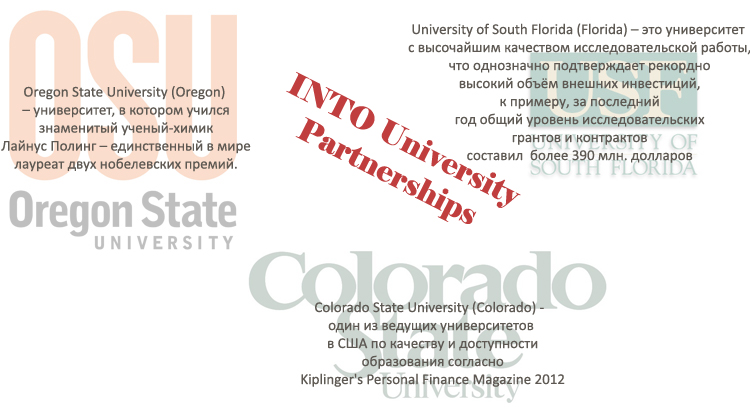 OSU
Oregon State University (Oregon)
– университет, в котором учился
знаменитый ученый-химик
Лайнус Полинг – единственный в мире
лауреат двух нобелевских премий.
Oregon State
UNIVERSITY
INTO University
Partnerships
University of South Florida (Florida) – это университет
с высочайшим качеством исследовательской работы,
что однозначно подтверждает рекордно
высокий объём внешних инвестиций,
к примеру, за последний
год общий уровень исследовательских
грантов и контрактов
составил более 390 млн. долларов
USF
UNIVERSITY OF
SOUTH FLORIDA
Colorado
State
University
Colorado State University (Colorado) -
один из ведущих университетов
в США по качеству и доступности
образования согласно
Kiplinger's Personal Finance Magazine 2012